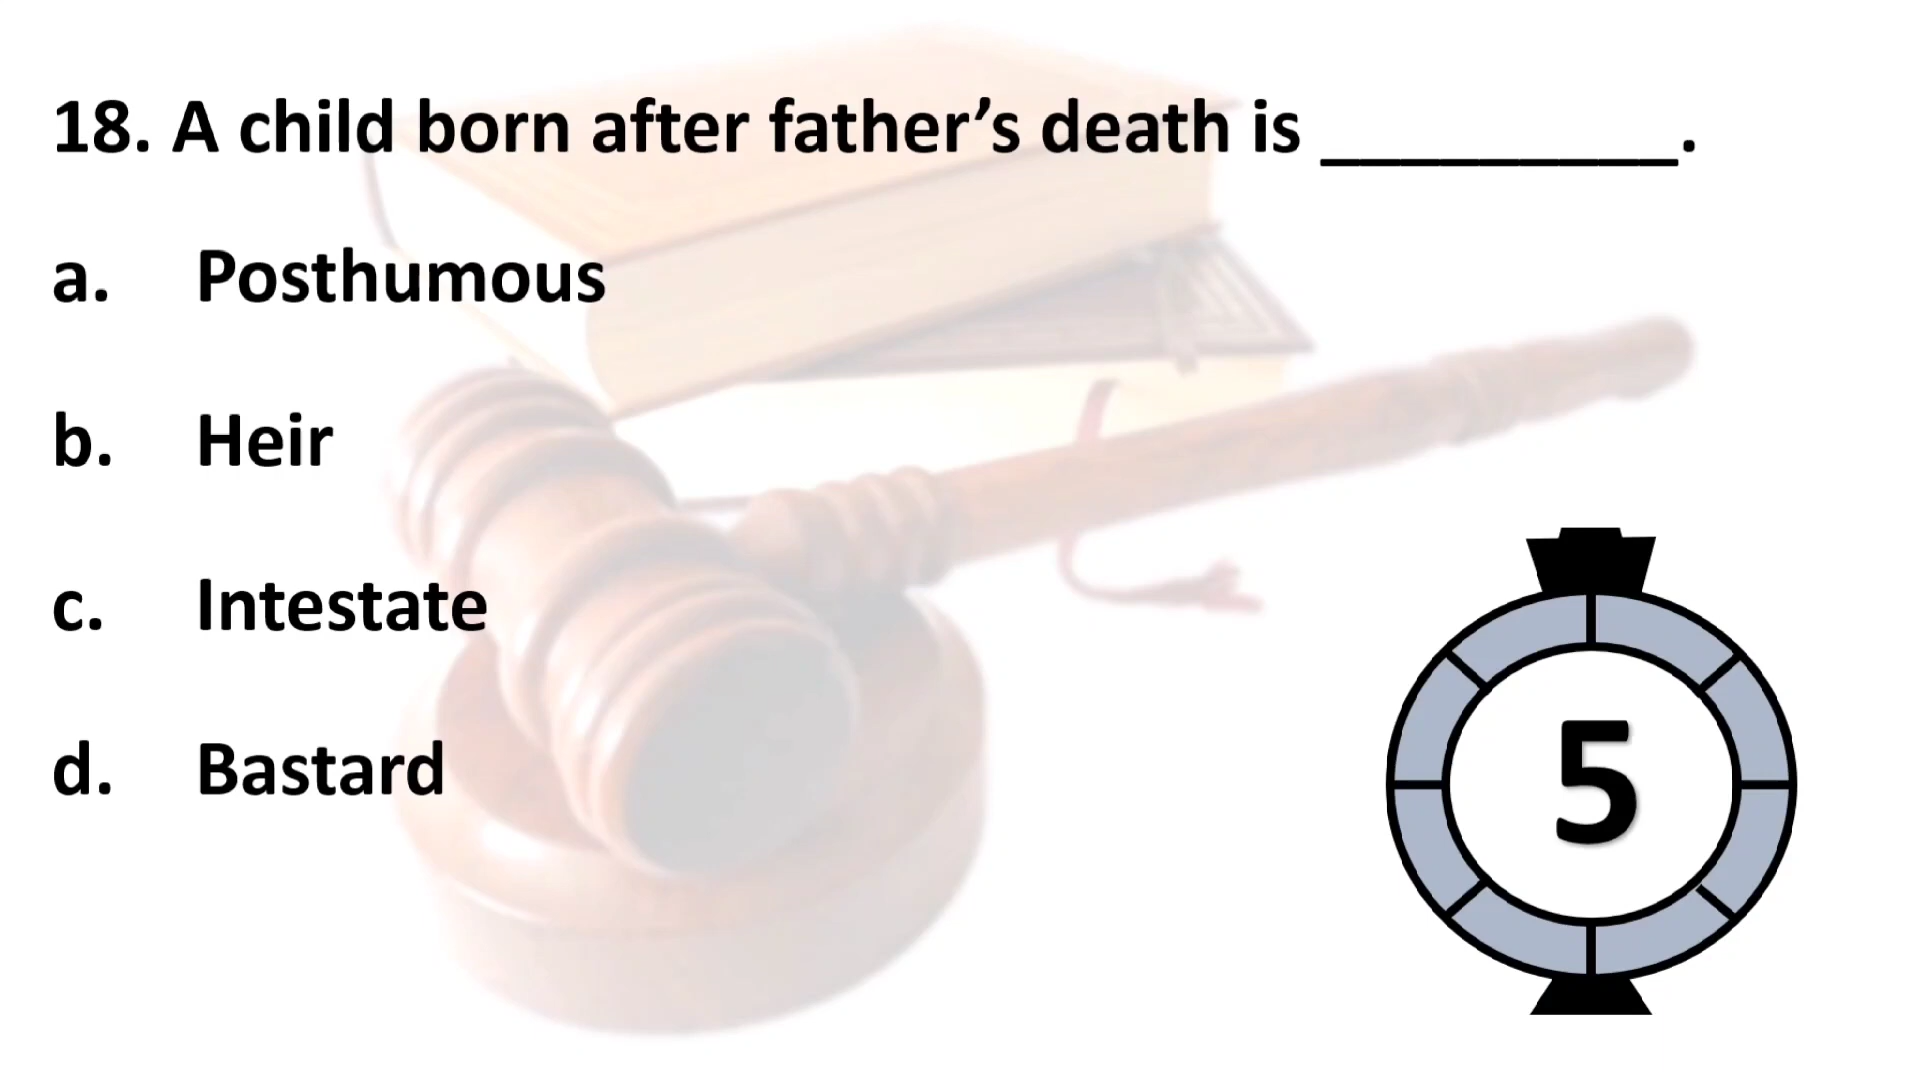 18. A child born after father’s death is __________.
a. Posthumous
b. Heir
c. Intestate
d. Bastard
5